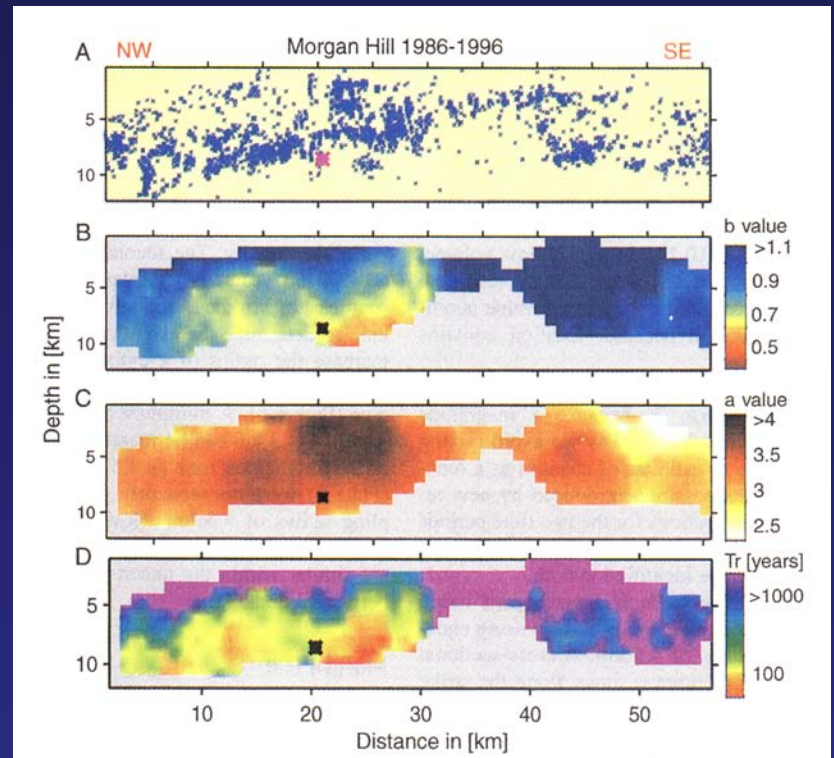 Morgan Hill 1986-1996
A NW SE
5
10
B
b value
>1.1
0.9
0.7
0.5
5
10
C
a value
>4
3.5
3
2.5
5
10
D
Tr [years]
>1000
100
5
10
Depth in [km]
10 20 30 40 50
Distance in [km]